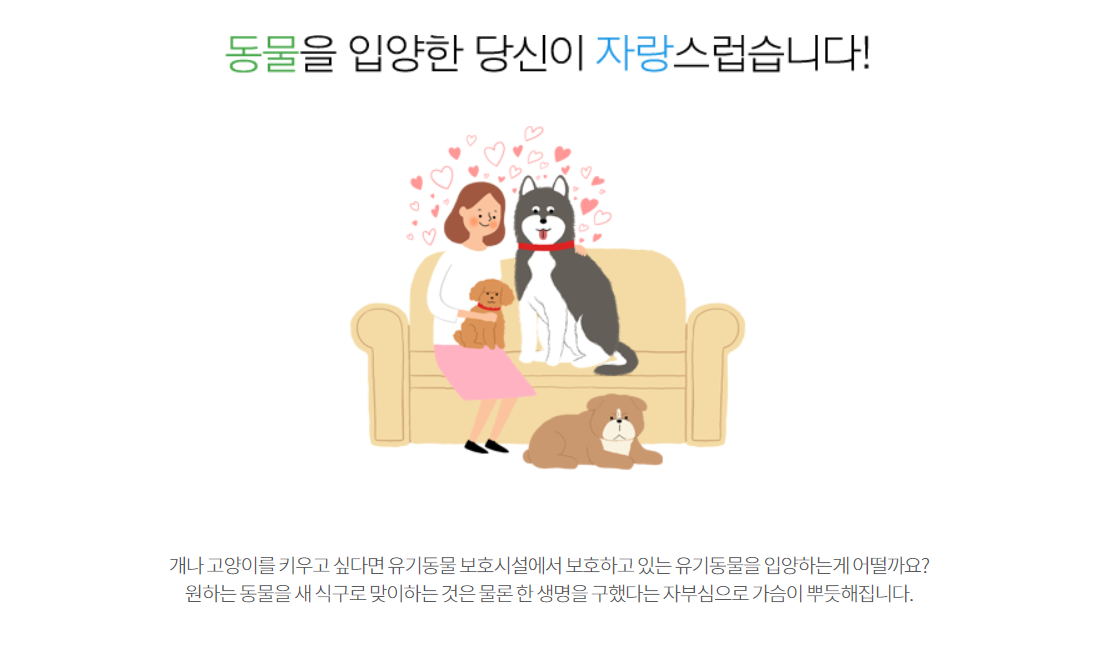 동물을 입양한 당신이 자랑스럽습니다!
개나 고양이를 키우고 싶다면 유기동물 보호시설에서 보호하고 있는 유기동물을 입양하는게 어떨까요?
원하는 동물을 새 식구로 맞이하는 것은 물론 한 생명을 구했다는 자부심으로 가슴이 뿌듯해집니다.